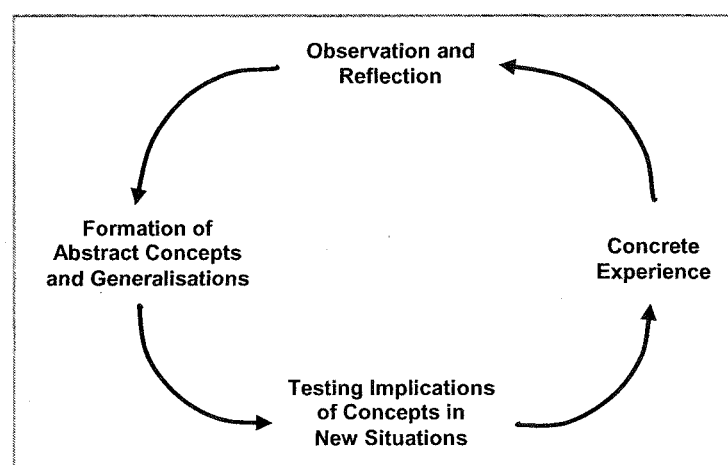 Observation and
Reflection
Formation of
Abstract Concepts
and Generalisations
Concrete
Experience
Testing Implications
of Concepts in
New Situations